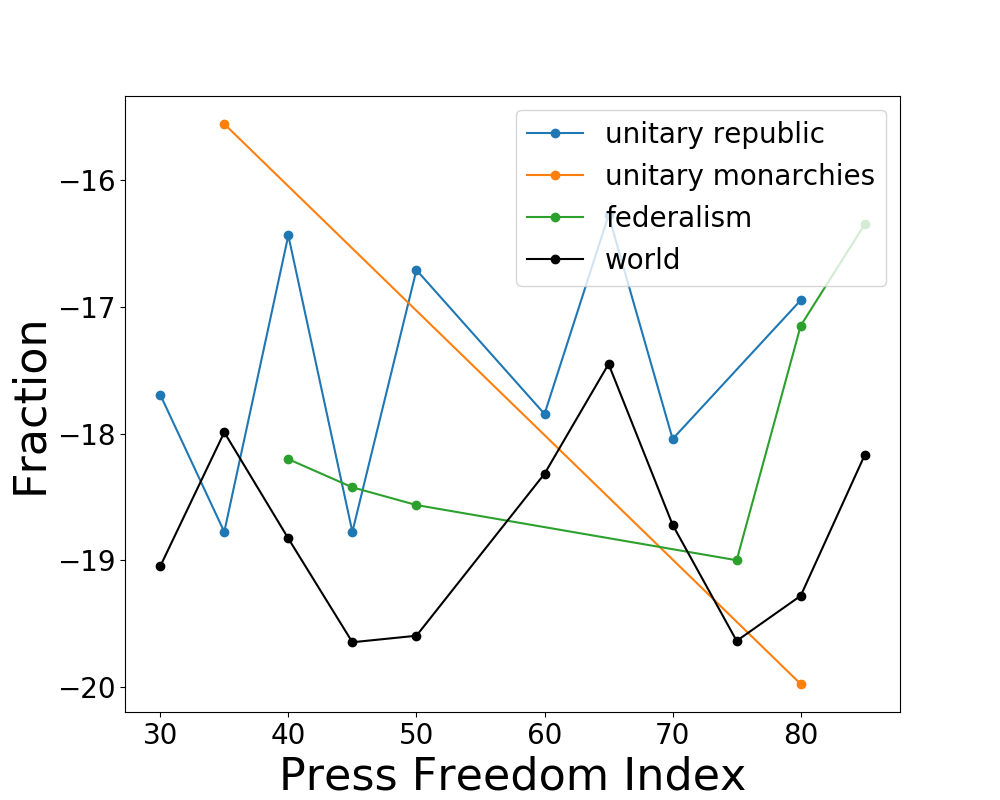 unitary republic
unitary monarchies
federalism
world
−16
−17
−18
−19
−20
Fraction
30 40 50 60 70 80
Press Freedom Index